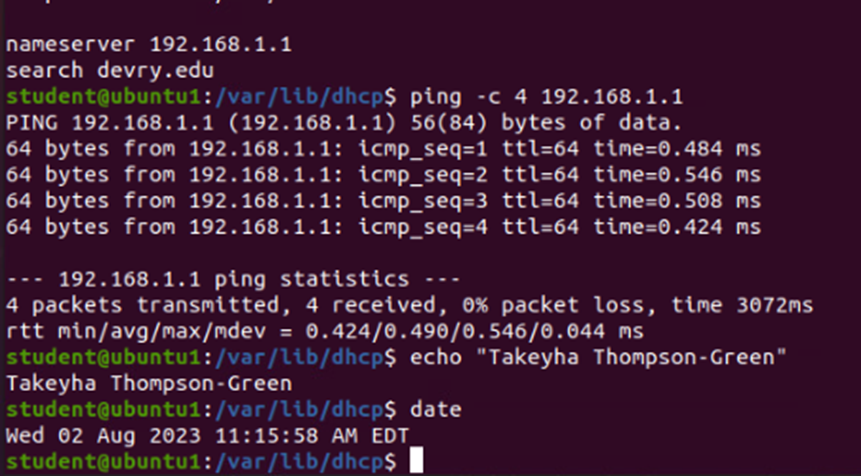 nameserver 192.168.1.1
search devry.edu
student@ubuntu1:/var/lib/dhcp$ ping -c 4 192.168.1.1
PING 192.168.1.1 (192.168.1.1) 56(84) bytes of data.
64 bytes from 192.168.1.1: icmp_seq=1 ttl=64 time=0.484 ms
64 bytes from 192.168.1.1: icmp_seq=2 ttl=64 time=0.546 ms
64 bytes from 192.168.1.1: icmp_seq=3 ttl=64 time=0.508 ms
64 bytes from 192.168.1.1: icmp_seq=4 ttl=64 time=0.424 ms
--- 192.168.1.1 ping statistics ---
4 packets transmitted, 4 received, 0% packet loss, time 3072ms
rtt min/avg/max/mdev = 0.424/0.490/0.546/0.044 ms
student@ubuntu1:/var/lib/dhcp$ echo "Takeyha Thompson-Green"
Takeyha Thompson-Green
student@ubuntu1:/var/lib/dhcp$ date
Wed 02 Aug 2023 11:15:58 AM EDT
student@ubuntu1:/var/lib/dhcp$